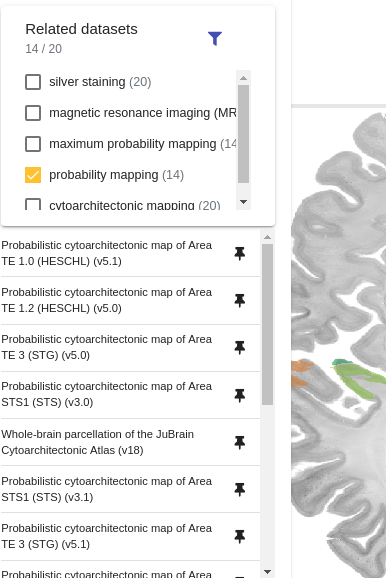 Related datasets
14 / 20
silver staining (20)
magnetic resonance imaging (MR
maximum probability mapping (14
probability mapping (14)
cytoarchitectonic mapping (20)
Probabilistic cytoarchitectonic map of Area
TE 1.0 (HESCHL) (v5.1)
Probabilistic cytoarchitectonic map of Area
TE 1.2 (HESCHL) (v5.0)
Probabilistic cytoarchitectonic map of Area
TE 3 (STG) (v5.0)
Probabilistic cytoarchitectonic map of Area
STS1 (STS) (v3.0)
Whole-brain parcellation of the JuBrain
Cytoarchitectonic Atlas (v18)
Probabilistic cytoarchitectonic map of Area
STS1 (STS) (v3.1)
Probabilistic cytoarchitectonic map of Area
TE 3 (STG) (v5.1)
Probabilistic cytoarchitectonic map of Area